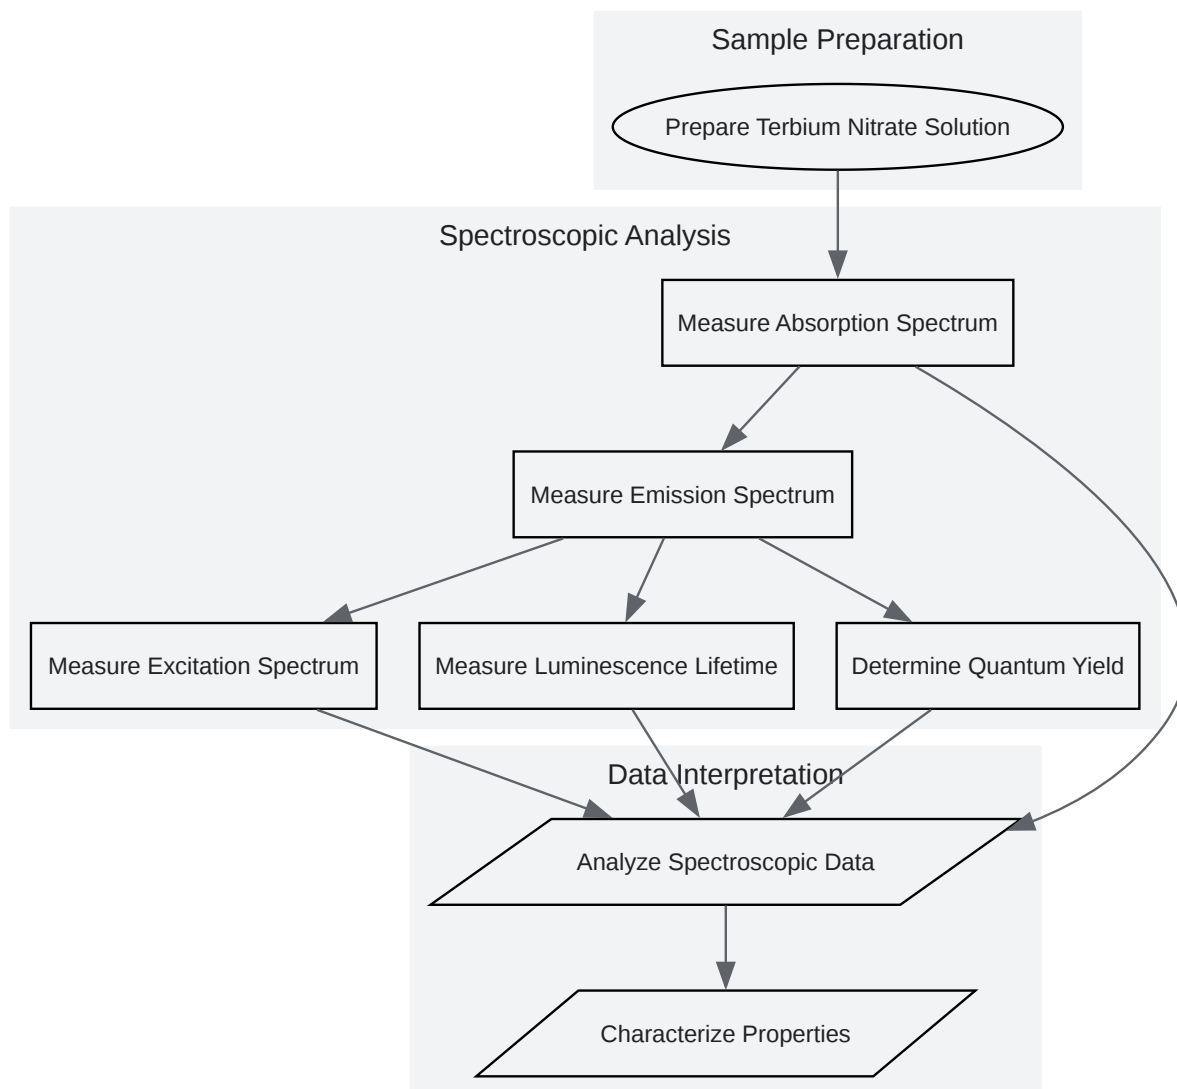 Sample Preparation
Prepare Terbium Nitrate Solution
Spectroscopic Analysis
Measure Absorption Spectrum
Measure Emission Spectrum
Measure Excitation Spectrum
Measure Luminescence Lifetime
Determine Quantum Yield
Data Interpretation
Analyze Spectroscopic Data
Characterize Properties